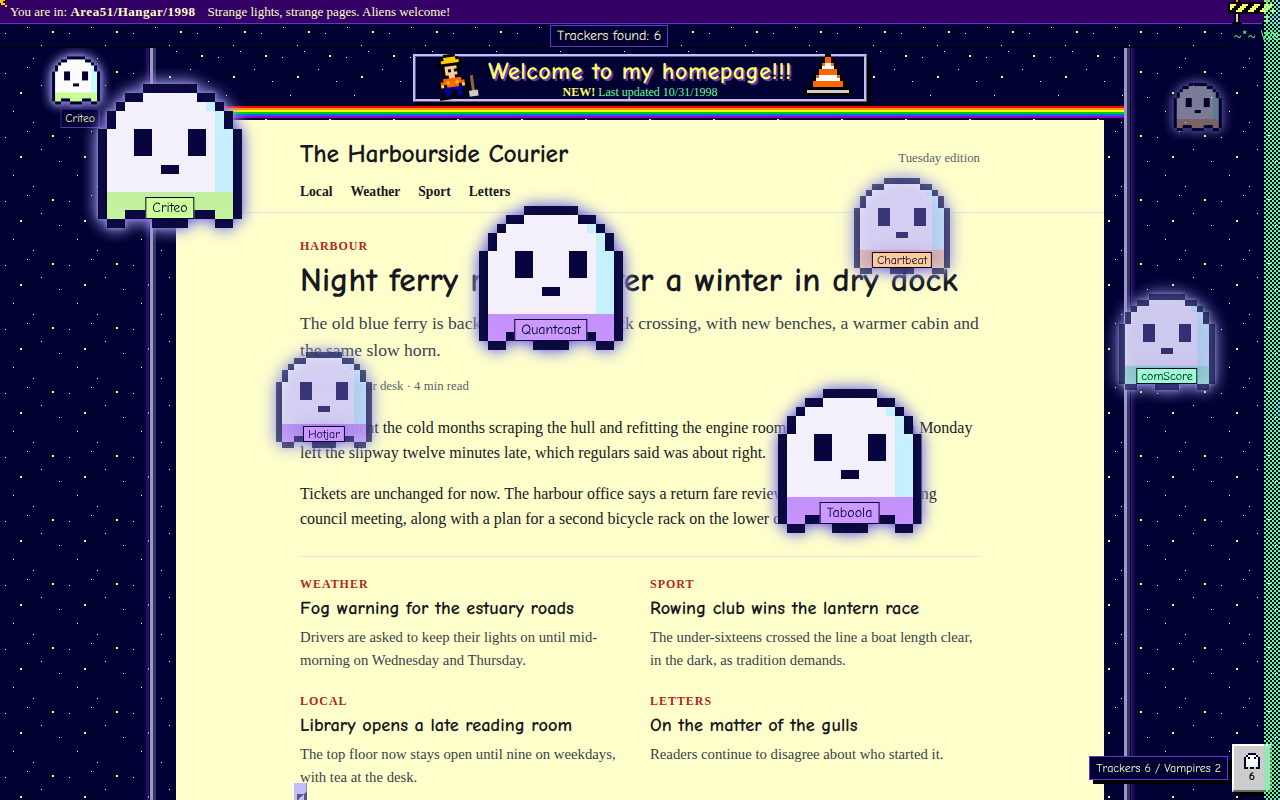 You are in: Area51/Hangar/1998 Strange lights, strange pages. Aliens welcome!
Trackers found: 6
~*~
Welcome to my homepage!!!
NEW! Last updated 10/31/1998
Criteo
Criteo
The Harbourside Courier
Tuesday edition
Local Weather Sport Letters
Chartbeat
HARBOUR
Night ferry after a winter in dry dock
Quantcast
The old blue ferry is back crossing, with new benches, a warmer cabin and
the same slow horn.
comScore
desk · 4 min read
Hotjar
the cold months scraping the hull and refitting the engine room Monday
left the slipway twelve minutes late, which regulars said was about right.
Tickets are unchanged for now. The harbour office says a return fare
Taboola
council meeting, along with a plan for a second bicycle rack on the lower
WEATHER
Fog warning for the estuary roads
Drivers are asked to keep their lights on until mid-
morning on Wednesday and Thursday.
SPORT
Rowing club wins the lantern race
The under-sixteens crossed the line a boat length clear,
in the dark, as tradition demands.
LOCAL
Library opens a late reading room
The top floor now stays open until nine on weekdays,
with tea at the desk.
LETTERS
On the matter of the gulls
Readers continue to disagree about who started it.
Trackers 6 / Vampires 2
6